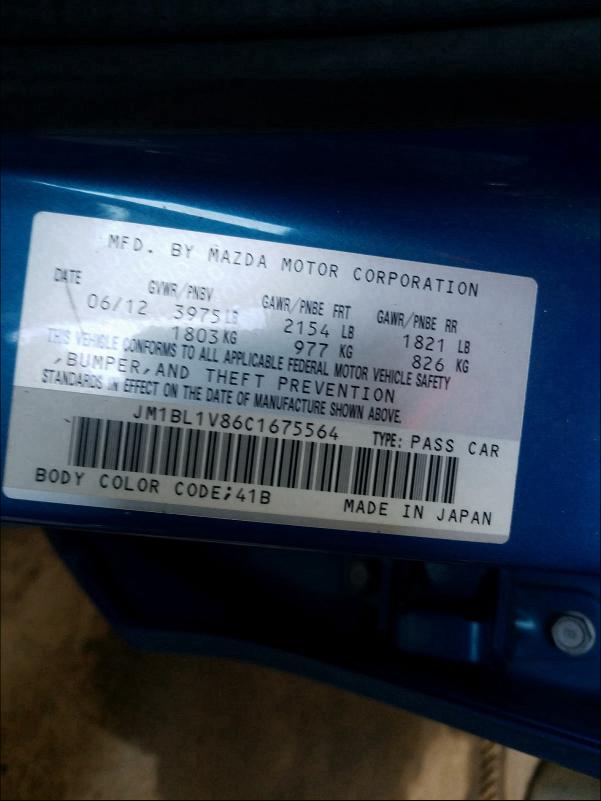 MFD. BY MAZDA MOTOR CORPORATION
DATE GVWR/PNBV GAWR/PNBE FRT GAWR/PNBE RR
06/12 3975 LB 2154 LB 1821 LB
1803 KG 977 KG 826 KG
THIS VEHICLE CONFORMS TO ALL APPLICABLE FEDERAL MOTOR VEHICLE SAFETY
,BUMPER,AND THEFT PREVENTION
STANDARDS IN EFFECT ON THE DATE OF MANUFACTURE SHOWN ABOVE.
JM1BL1V86C1675564 TYPE: PASS CAR
BODY COLOR CODE;41B MADE IN JAPAN